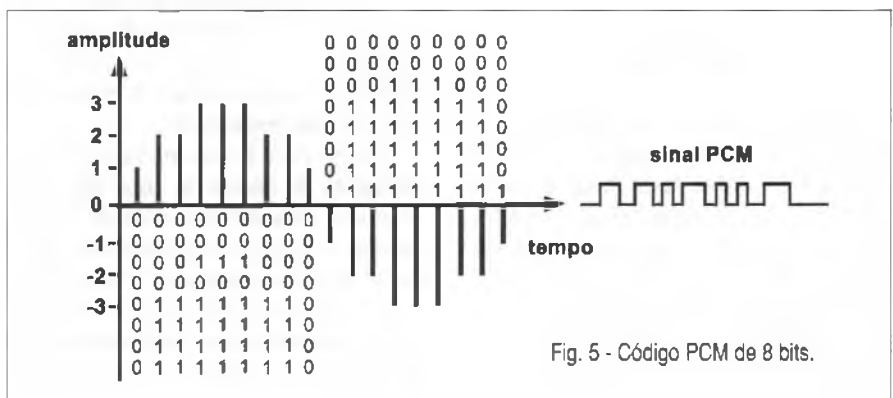 amplitude
0 0 0 0 0 0 0 0 0
0 0 0 0 0 0 0 0 0
0 0 0 1 1 1 0 0 0
0 1 1 1 1 1 1 1 0
0 1 1 1 1 1 1 1 0
0 1 1 1 1 1 1 1 0
0 1 1 1 1 1 1 1 0
1 1 1 1 1 1 1 1 1
3
2
1
0
-1
-2
-3
sinal PCM
tempo
0 0 0 0 0 0 0 0 0
0 0 0 0 0 0 0 0 0
0 0 0 1 1 1 0 0 0
0 0 0 0 0 0 0 0 0
0 1 1 1 1 1 1 1 0
0 1 1 1 1 1 1 1 0
0 1 1 1 1 1 1 1 0
0 1 1 1 1 1 1 1 0
Fig. 5 - Código PCM de 8 bits.